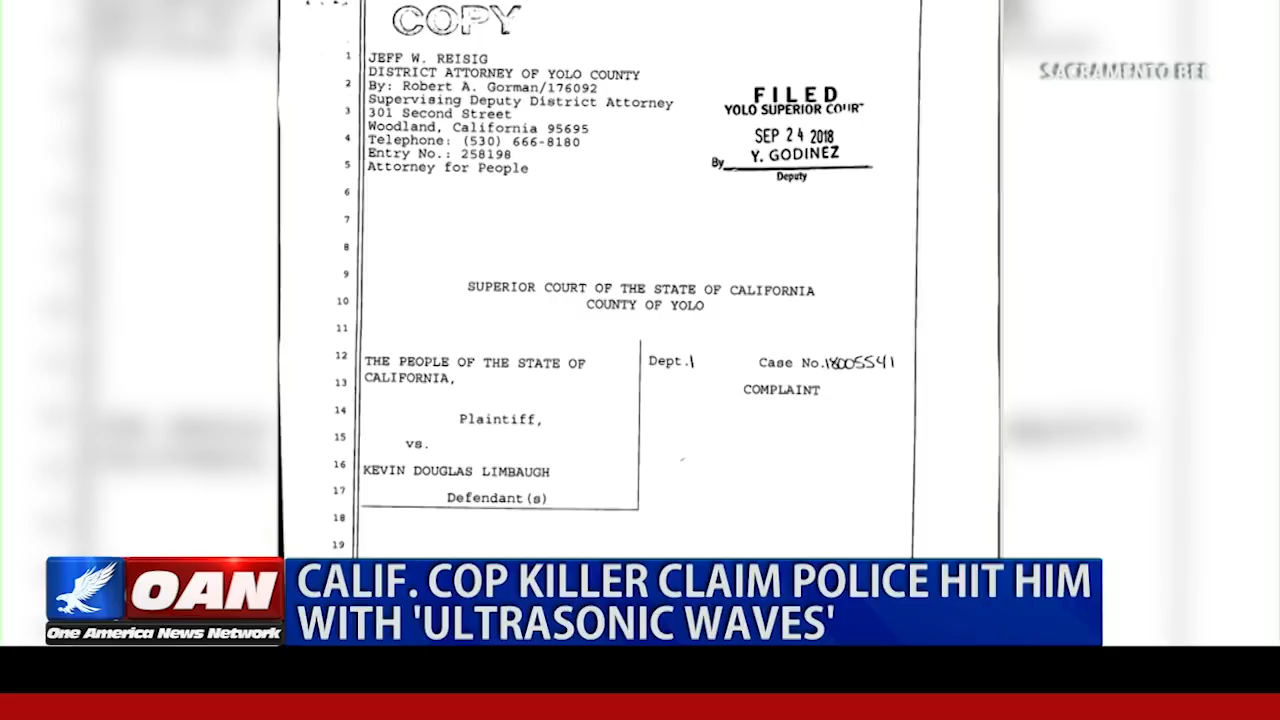 COPY
1
JEFF W. REISIG
DISTRICT ATTORNEY OF YOLO COUNTY
2
By: Robert A. Gorman/176092
Supervising Deputy District Attorney
3
301 Second Street
Woodland, California 95695
4
Telephone: (530) 666-8180
Entry No.: 258198
5
Attorney for People
FILED
YOLO SUPERIOR COURT
SEP 24 2018
By Y. GODINEZ
Deputy
SACRAMENTO BEE
6
7
8
9
SUPERIOR COURT OF THE STATE OF CALIFORNIA
10
COUNTY OF YOLO
11
12
THE PEOPLE OF THE STATE OF
13
CALIFORNIA,
Dept.1
Case No.18005541
COMPLAINT
14
Plaintiff,
15
vs.
16
KEVIN DOUGLAS LIMBAUGH
17
Defendant(s)
18
19
OAN
One America News Network
CALIF. COP KILLER CLAIM POLICE HIT HIM
WITH 'ULTRASONIC WAVES'